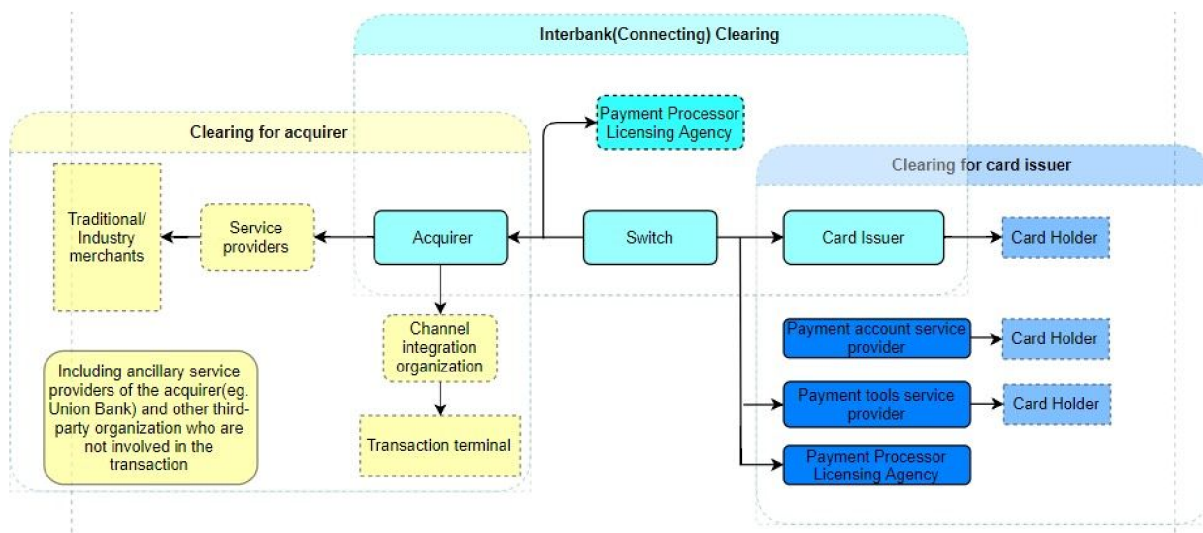 Interbank(Connecting) Clearing
Payment Processor
Licensing Agency
Clearing for acquirer
Clearing for card issuer
Traditional/
Industry
merchants
Service
providers
Acquirer
Switch
Card Issuer
Card Holder
Channel
integration
organization
Payment account service
provider
Card Holder
Including ancillary service
providers of the acquirer(eg.
Union Bank) and other third-
party organization who are
not involved in the
transaction
Payment tools service
provider
Card Holder
Transaction terminal
Payment Processor
Licensing Agency